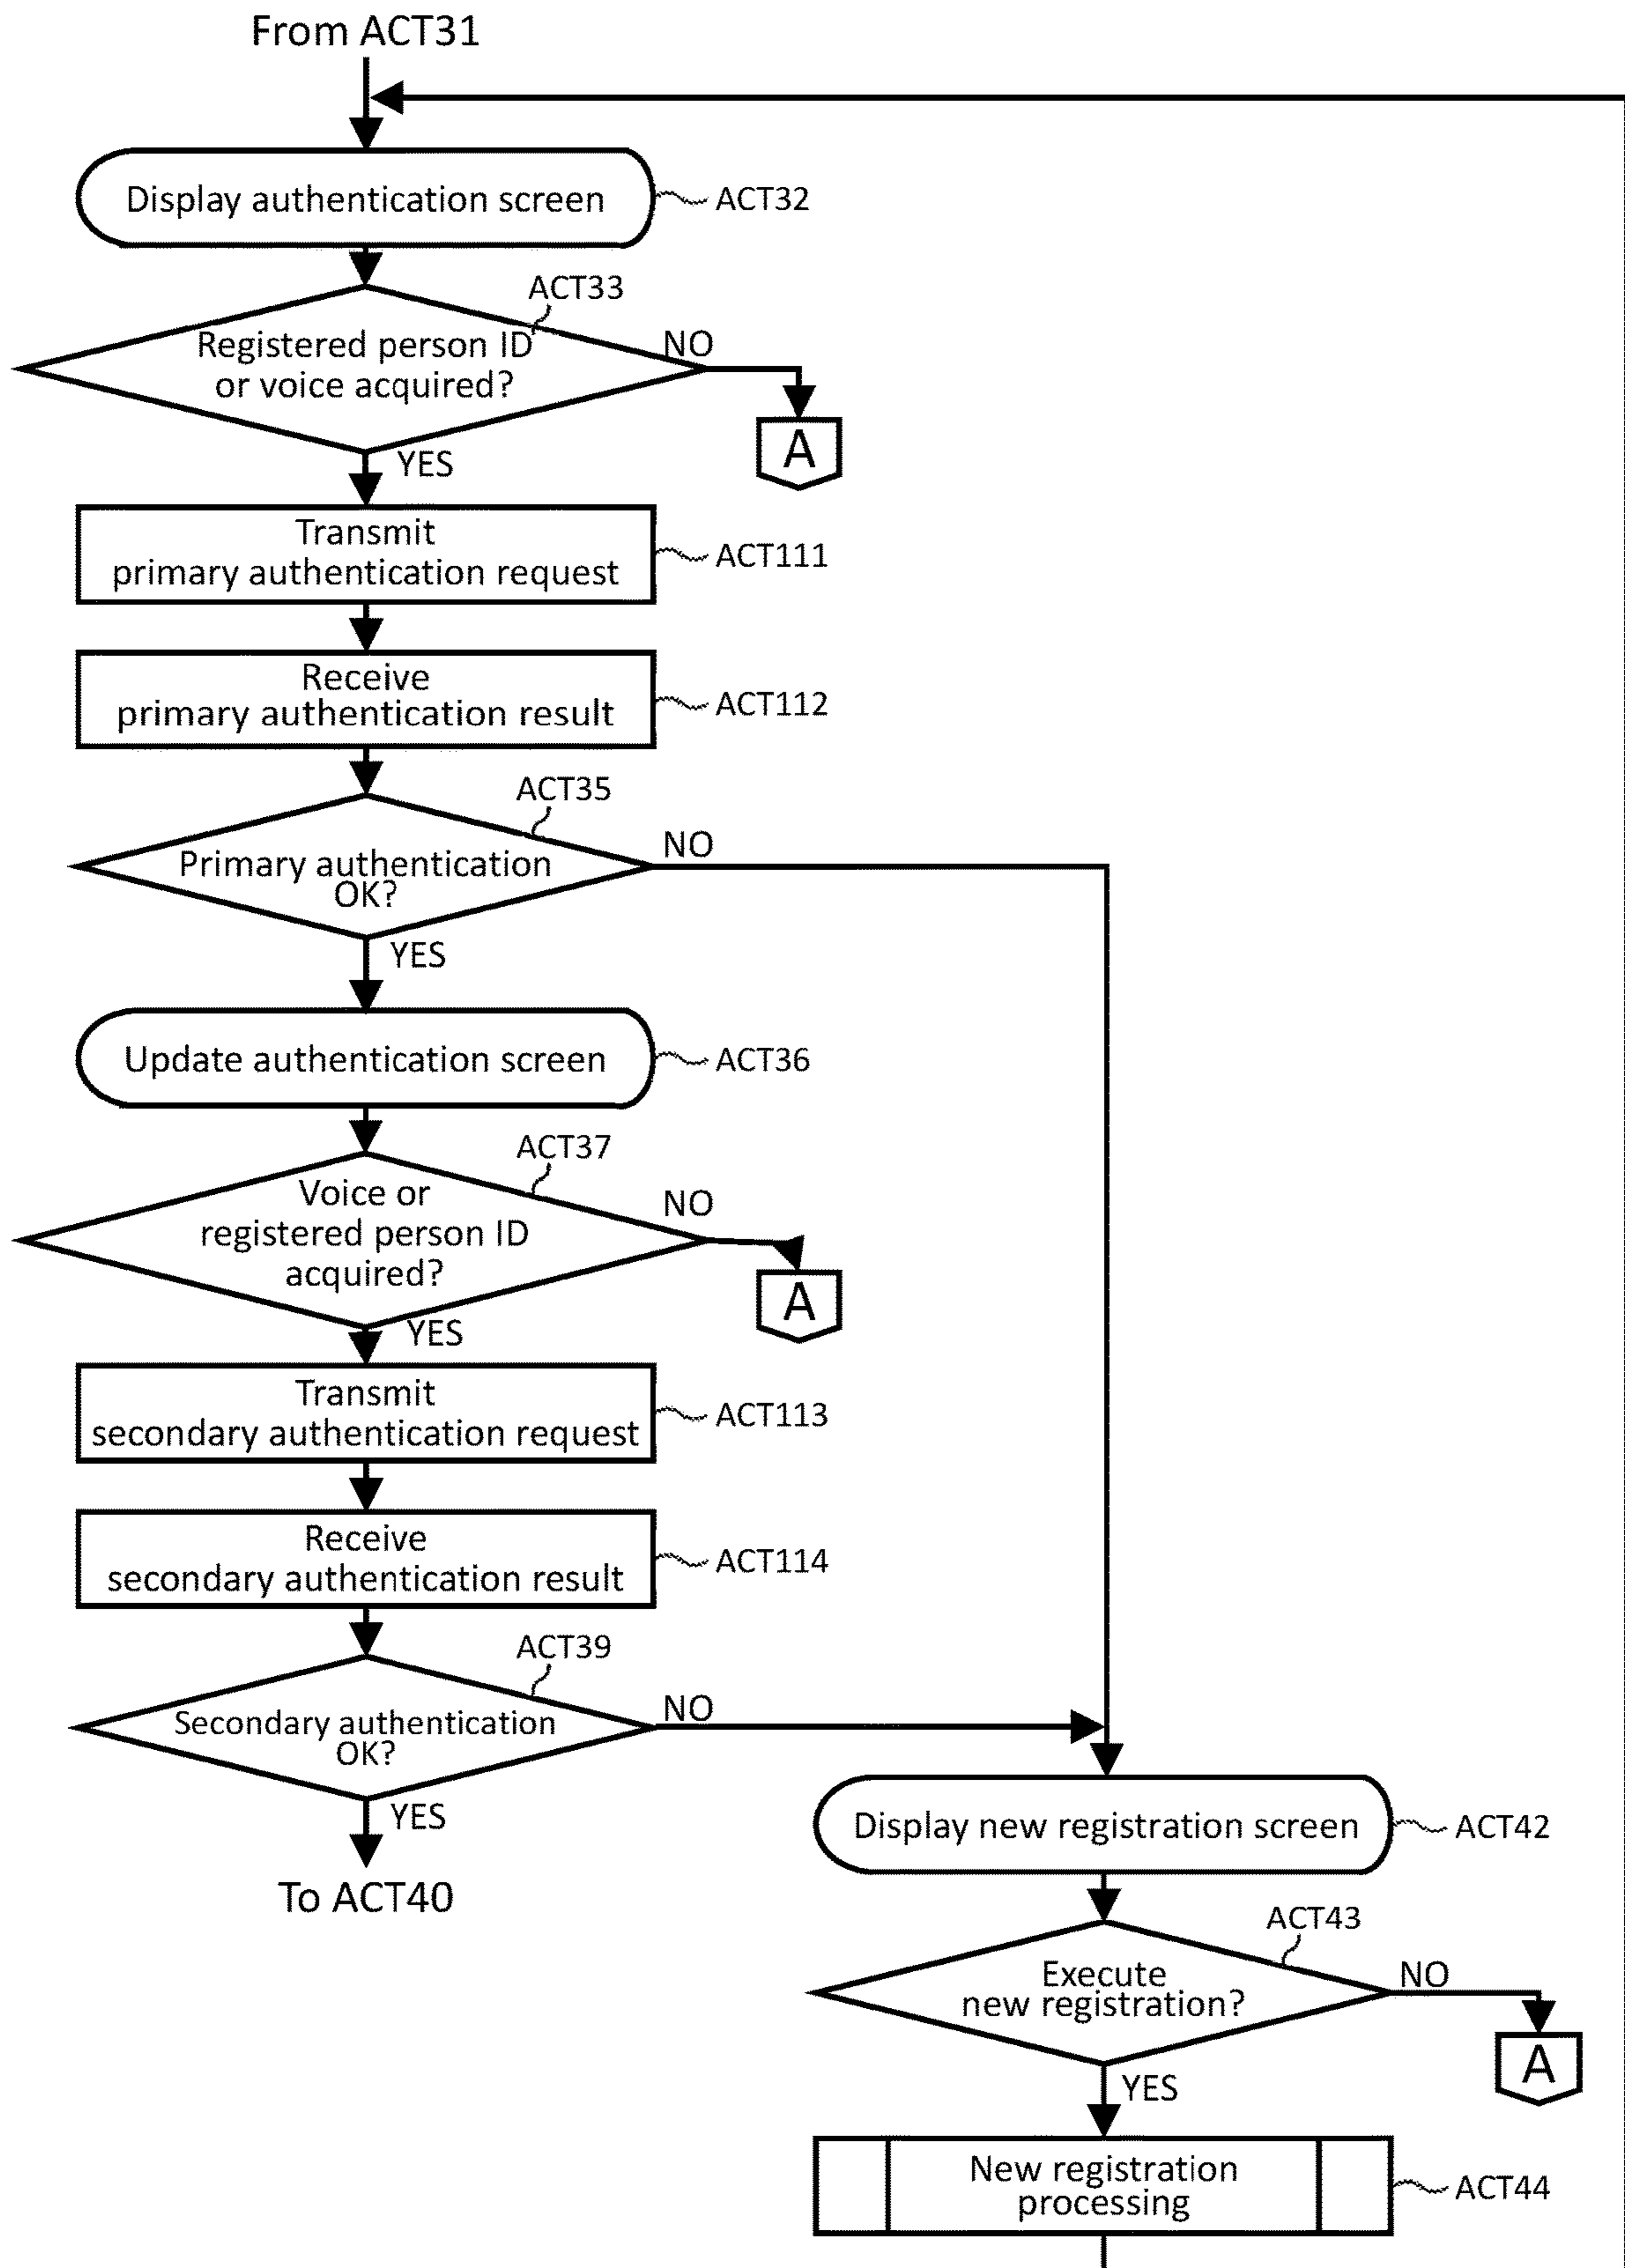 From ACT31
Display authentication screen
ACT32
ACT33
Registered person ID
or voice acquired?
NO
A
YES
Transmit
primary authentication request
ACT111
Receive
primary authentication result
ACT112
ACT35
Primary authentication
OK?
NO
YES
Update authentication screen
ACT36
ACT37
Voice or
registered person ID
acquired?
NO
A
YES
Transmit
secondary authentication request
ACT113
Receive
secondary authentication result
ACT114
ACT39
Secondary authentication
OK?
NO
YES
To ACT40
Display new registration screen
ACT42
ACT43
Execute
new registration?
NO
A
YES
New registration
processing
ACT44